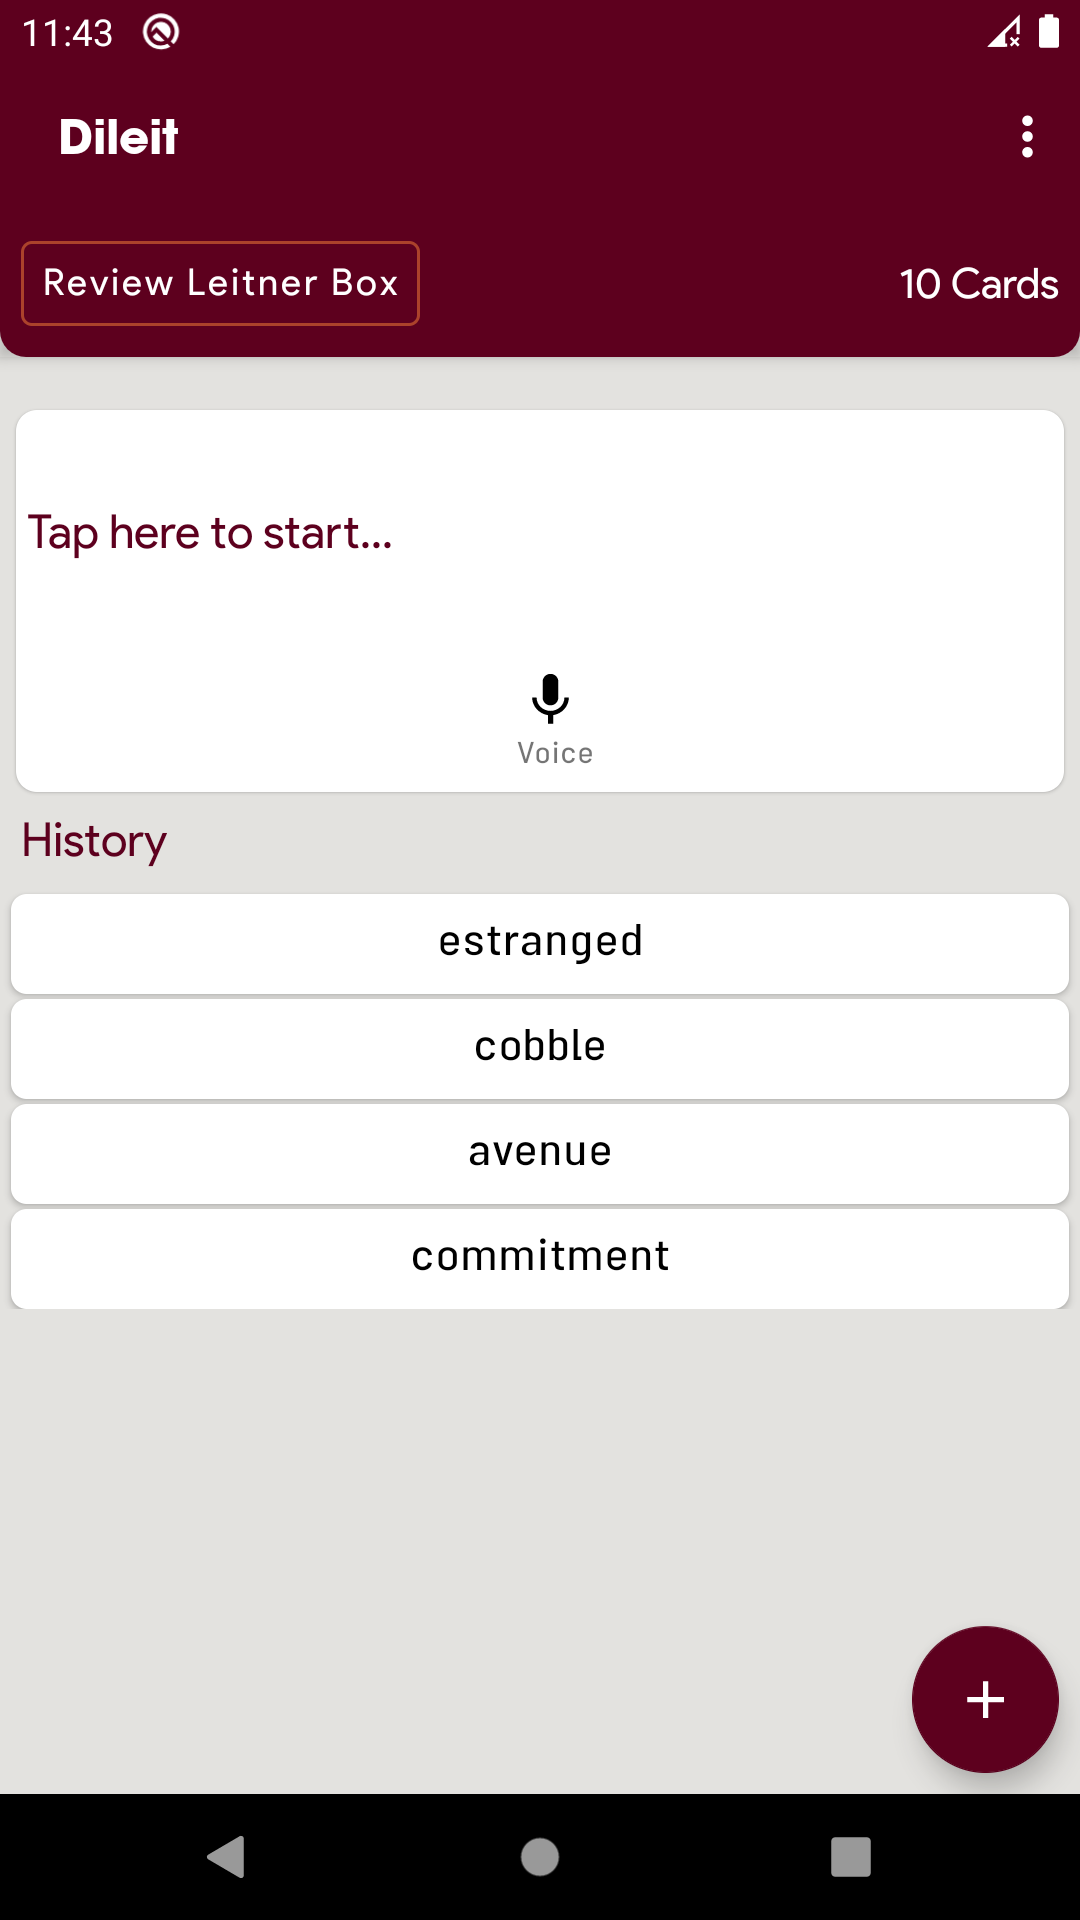 11:43
Dileit
Review Leitner Box
10 Cards
Tap here to start...
Voice
History
estranged
cobble
avenue
commitment